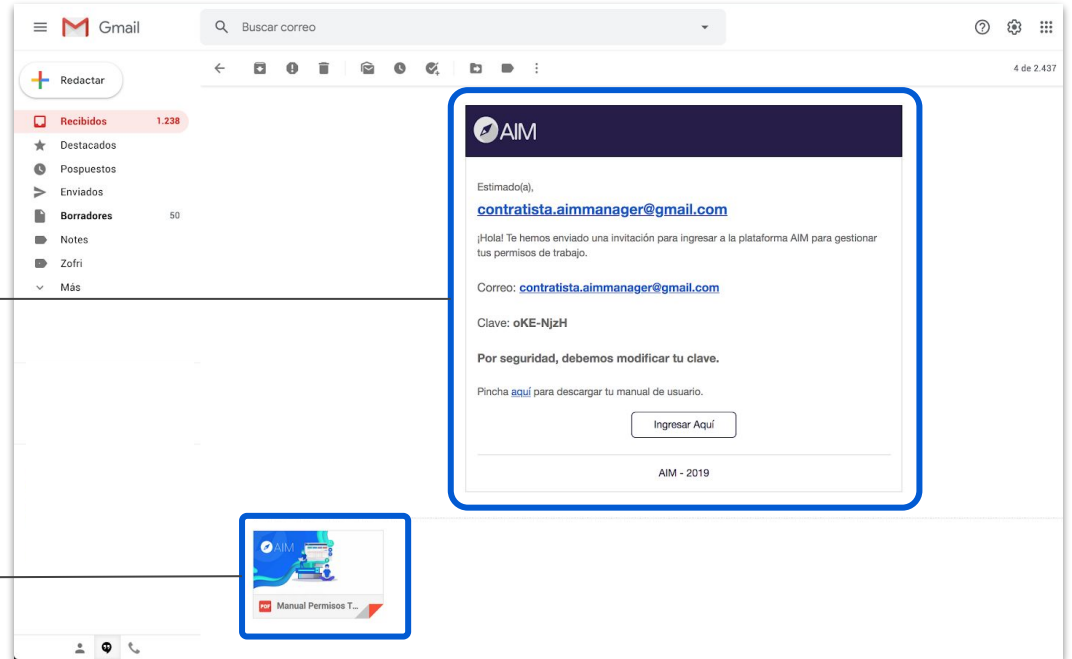 Gmail
Buscar correo
Redactar
4 de 2.437
Recibidos 1.238
Destacados
Pospuestos
Enviados
Borradores 50
Notes
Zofri
Más
AIM
Estimado(a),
contratista.aimmanager@gmail.com
¡Hola! Te hemos enviado una invitación para ingresar a la plataforma AIM para gestionar
tus permisos de trabajo.
Correo: contratista.aimmanager@gmail.com
Clave: oKE-NjzH
Por seguridad, debemos modificar tu clave.
Pincha aquí para descargar tu manual de usuario.
Ingresar Aquí
AIM - 2019
AIM
PDF Manual Permisos T...